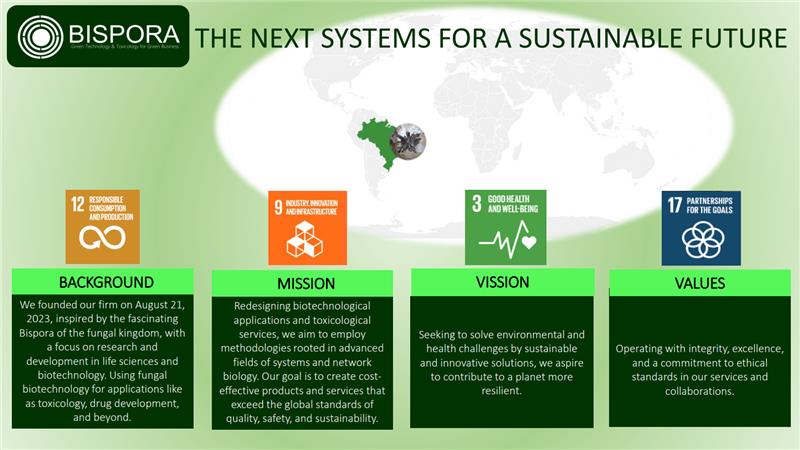 BISPORA
Green Technology & Toxicology for Green Business
THE NEXT SYSTEMS FOR A SUSTAINABLE FUTURE
12 RESPONSIBLE
CONSUMPTION
AND PRODUCTION
9 INDUSTRY, INNOVATION
AND INFRASTRUCTURE
3 GOOD HEALTH
AND WELL-BEING
17 PARTNERSHIPS
FOR THE GOALS
BACKGROUND
We founded our firm on August 21,
2023, inspired by the fascinating
Bispora of the fungal kingdom, with
a focus on research and
development in life sciences and
biotechnology. Using fungal
biotechnology for applications like
as toxicology, drug development,
and beyond.
MISSION
Redesigning biotechnological
applications and toxicological
services, we aim to employ
methodologies rooted in advanced
fields of systems and network
biology. Our goal is to create cost-
effective products and services that
exceed the global standards of
quality, safety, and sustainability.
VISSION
Seeking to solve environmental and
health challenges by sustainable
and innovative solutions, we aspire
to contribute to a planet more
resilient.
VALUES
Operating with integrity, excellence,
and a commitment to ethical
standards in our services and
collaborations.